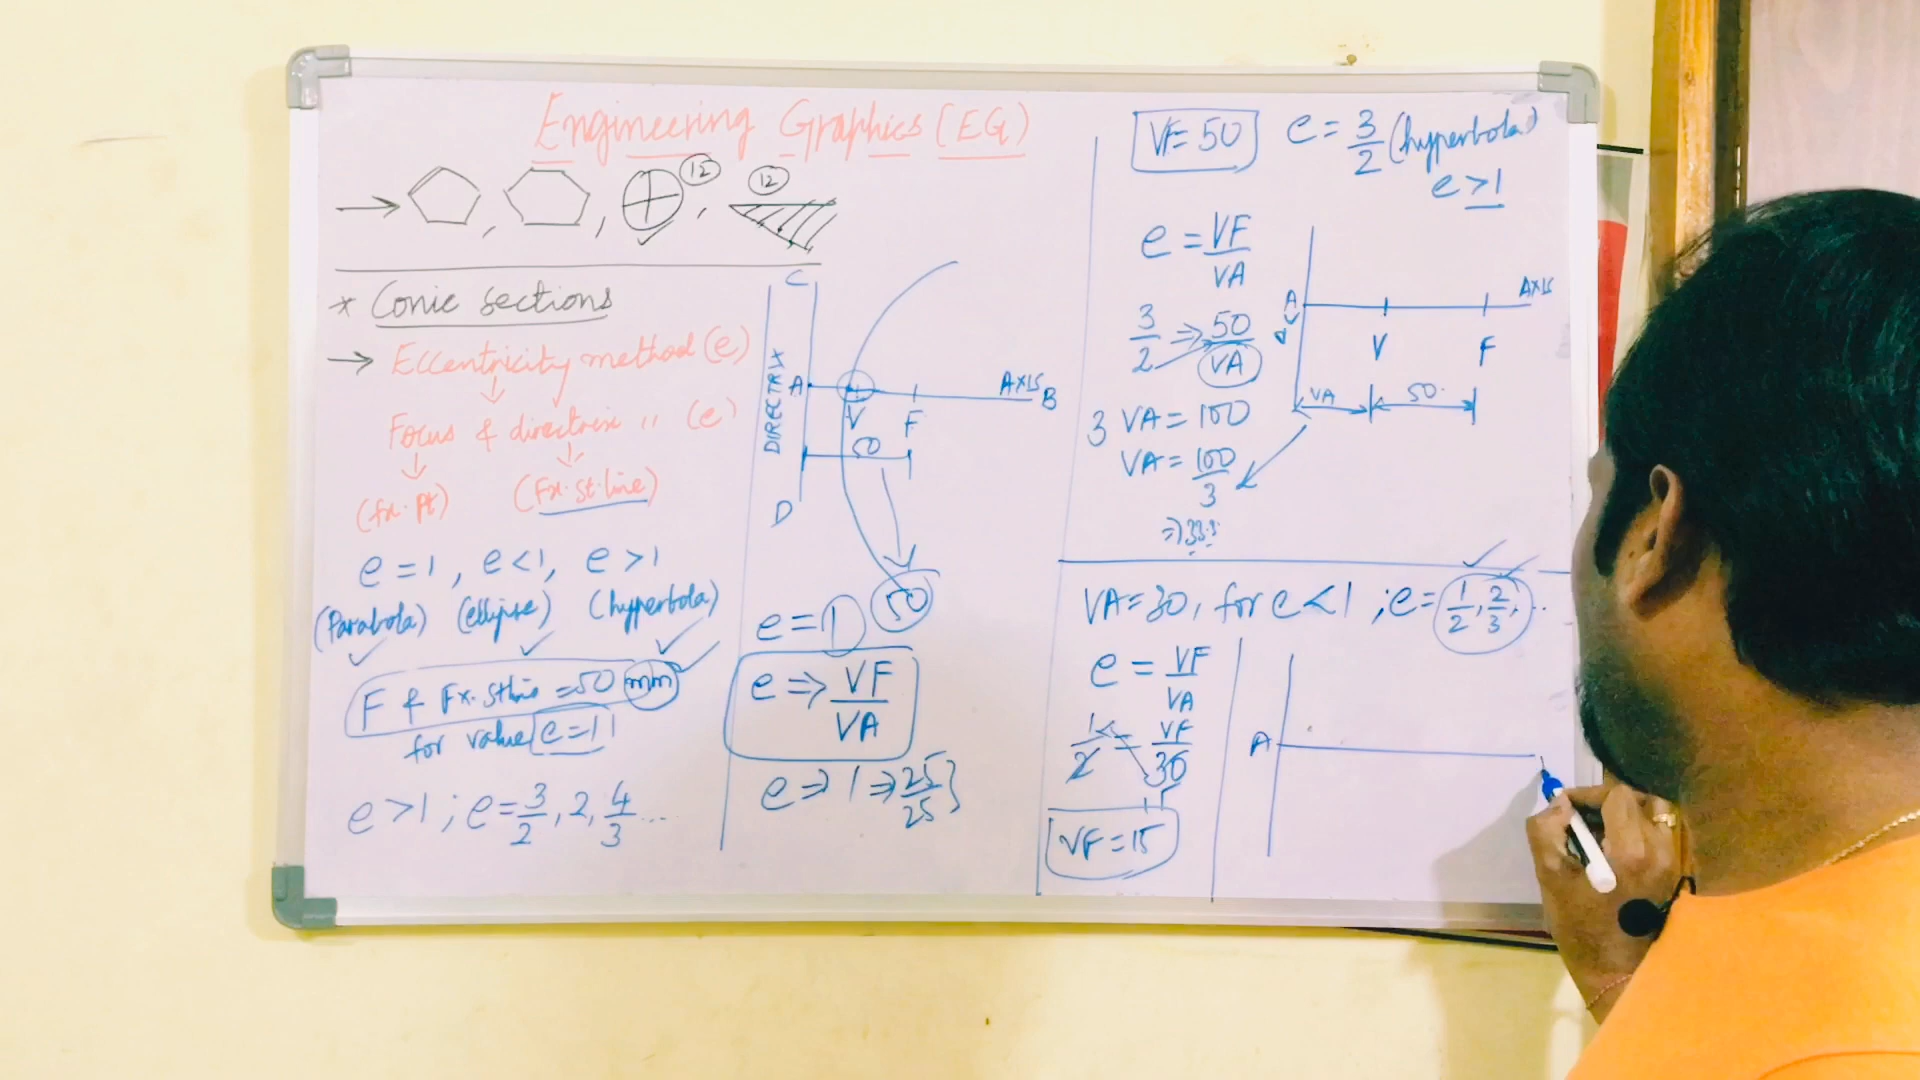 Engineering Graphics (EG)
12
12
* Conic sections
→ Eccentricity method (e)
Focus & directrix " (e)
(fx. pt) (Fx. st. line)
e = 1, e < 1, e > 1
(Parabola) (ellipse) (hyperbola)
F & Fx. St line = 50 mm
for value e = 1
e > 1 ; e = 3/2, 2, 4/3 ...
C
DIRECTRIX
A
V
F
AXIS
B
50
D
50
e = 1
e ⇒ VF/VA
e ⇒ 1 ⇒ 25/25 }
VF = 50
e = 3/2 (hyperbola)
e > 1
e = VF/VA
3/2 ⇒ 50/VA
3 VA = 100
VA = 100/3
⇒ 33.3
A
V
F
AXIS
VA
50
VA = 30, for e < 1 ; e = 1/2, 2/3, ...
e = VF/VA
1/2 = VF/30
VF = 15
A